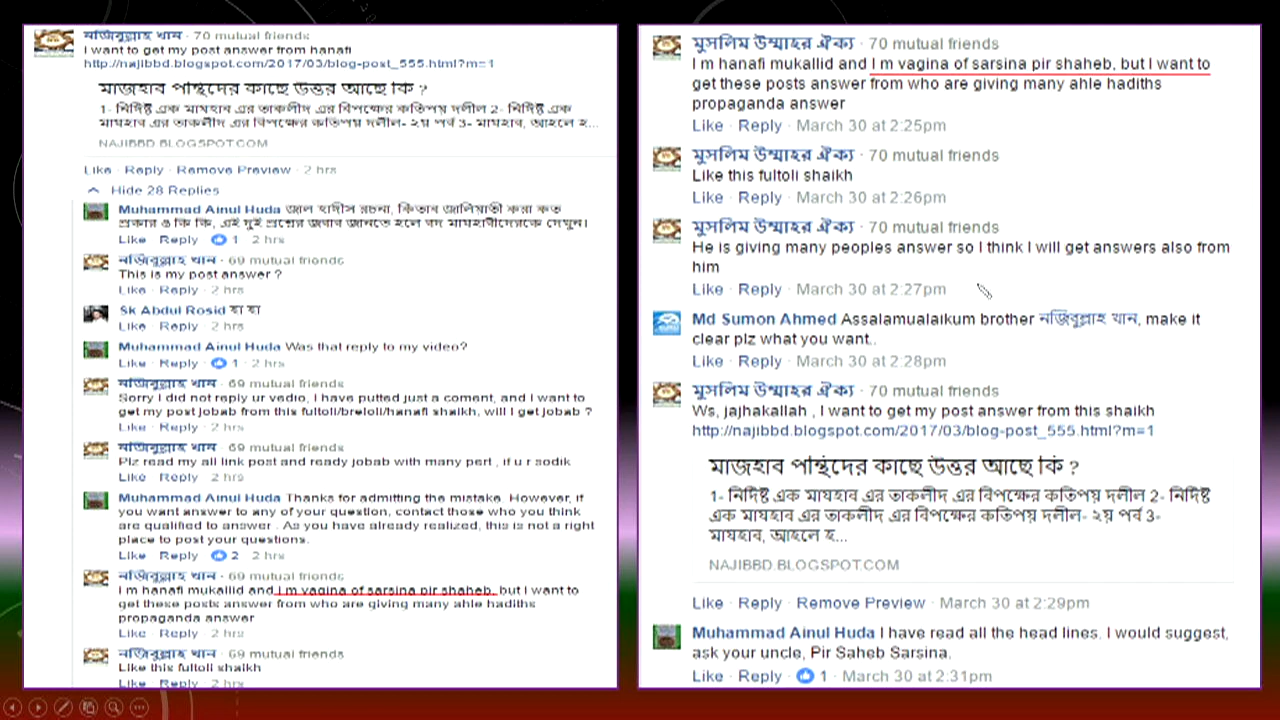 নজিবুল্লাহ খান · 70 mutual friends
I want to get my post answer from hanafi
http://najibbd.blogspot.com/2017/03/blog-post_555.html?m=1
মাজহাব পন্থিদের কাছে উত্তর আছে কি ?
1- নির্দিষ্ট এক মাযহাব এর তাকলীদ এর বিপক্ষের কতিপয় দলীল 2- নির্দিষ্ট এক
মাযহাব এর তাকলীদ এর বিপক্ষের কতিপয় দলীল- ২য় পর্ব 3- মাযহাব, আহলে হ...
NAJIBBD.BLOGSPOT.COM
Like · Reply · Remove Preview · 2 hrs
Hide 28 Replies
Muhammad Ainul Huda জাল হাদীস রচনা, কিতাব জালিয়াতী করা কত
প্রকার ও কি কি, এই দুই প্রশ্নের জবাব জানতে হলে বদ মাযহাবীদেরকে দেখুন।
Like · Reply · 1 · 2 hrs
নজিবুল্লাহ খান · 69 mutual friends
This is my post answer ?
Like · Reply · 2 hrs
Sk Abdul Rosid হা হা
Like · Reply · 2 hrs
Muhammad Ainul Huda Was that reply to my video?
Like · Reply · 1 · 2 hrs
নজিবুল্লাহ খান · 69 mutual friends
Sorry I did not reply ur vedio, I have putted just a coment, and I want to
get my post jobab from this fultoli/breloli/hanafi shaikh, will I get jobab ?
Like · Reply · 2 hrs
নজিবুল্লাহ খান · 69 mutual friends
Plz read my all link post and ready jobab with many pert , if u r sodik
Like · Reply · 2 hrs
Muhammad Ainul Huda Thanks for admitting the mistake. However, if
you want answer to any of your question, contact those who you think
are qualified to answer . As you have already realized, this is not a right
place to post your questions.
Like · Reply · 2 · 2 hrs
নজিবুল্লাহ খান · 69 mutual friends
I m hanafi mukallid and I m vagina of sarsina pir shaheb, but I want to
get these posts answer from who are giving many ahle hadiths
propaganda answer
Like · Reply · 2 hrs
নজিবুল্লাহ খান · 69 mutual friends
Like this fultoli shaikh
Like · Reply · 2 hrs
মুসলিম উম্মাহর ঐক্য · 70 mutual friends
I m hanafi mukallid and I m vagina of sarsina pir shaheb, but I want to
get these posts answer from who are giving many ahle hadiths
propaganda answer
Like · Reply · March 30 at 2:25pm
মুসলিম উম্মাহর ঐক্য · 70 mutual friends
Like this fultoli shaikh
Like · Reply · March 30 at 2:26pm
মুসলিম উম্মাহর ঐক্য · 70 mutual friends
He is giving many peoples answer so I think I will get answers also from
him
Like · Reply · March 30 at 2:27pm
Md Sumon Ahmed Assalamualaikum brother নজিবুল্লাহ খান, make it
clear plz what you want..
Like · Reply · March 30 at 2:28pm
মুসলিম উম্মাহর ঐক্য · 70 mutual friends
Ws, jajhakallah , I want to get my post answer from this shaikh
http://najibbd.blogspot.com/2017/03/blog-post_555.html?m=1
মাজহাব পন্থিদের কাছে উত্তর আছে কি ?
1- নির্দিষ্ট এক মাযহাব এর তাকলীদ এর বিপক্ষের কতিপয় দলীল 2- নির্দিষ্ট
এক মাযহাব এর তাকলীদ এর বিপক্ষের কতিপয় দলীল- ২য় পর্ব 3-
মাযহাব, আহলে হ...
NAJIBBD.BLOGSPOT.COM
Like · Reply · Remove Preview · March 30 at 2:29pm
Muhammad Ainul Huda I have read all the head lines. I would suggest,
ask your uncle, Pir Saheb Sarsina.
Like · Reply · 1 · March 30 at 2:31pm